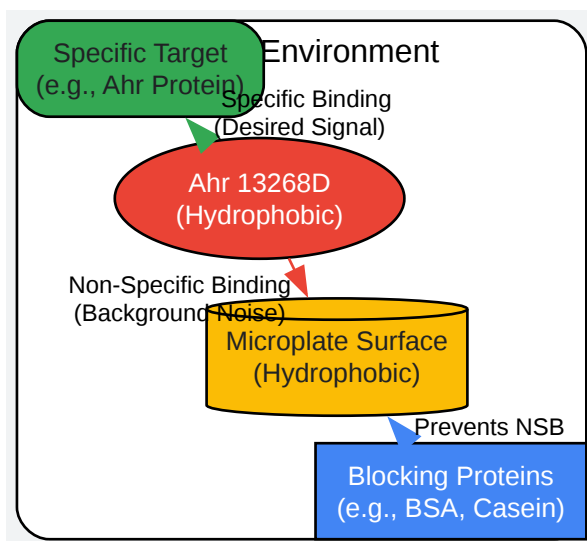 Environment
Specific Target
(e.g., Ahr Protein)
Specific Binding
(Desired Signal)
Ahr 13268D
(Hydrophobic)
Non-Specific Binding
(Background Noise)
Microplate Surface
(Hydrophobic)
Prevents NSB
Blocking Proteins
(e.g., BSA, Casein)